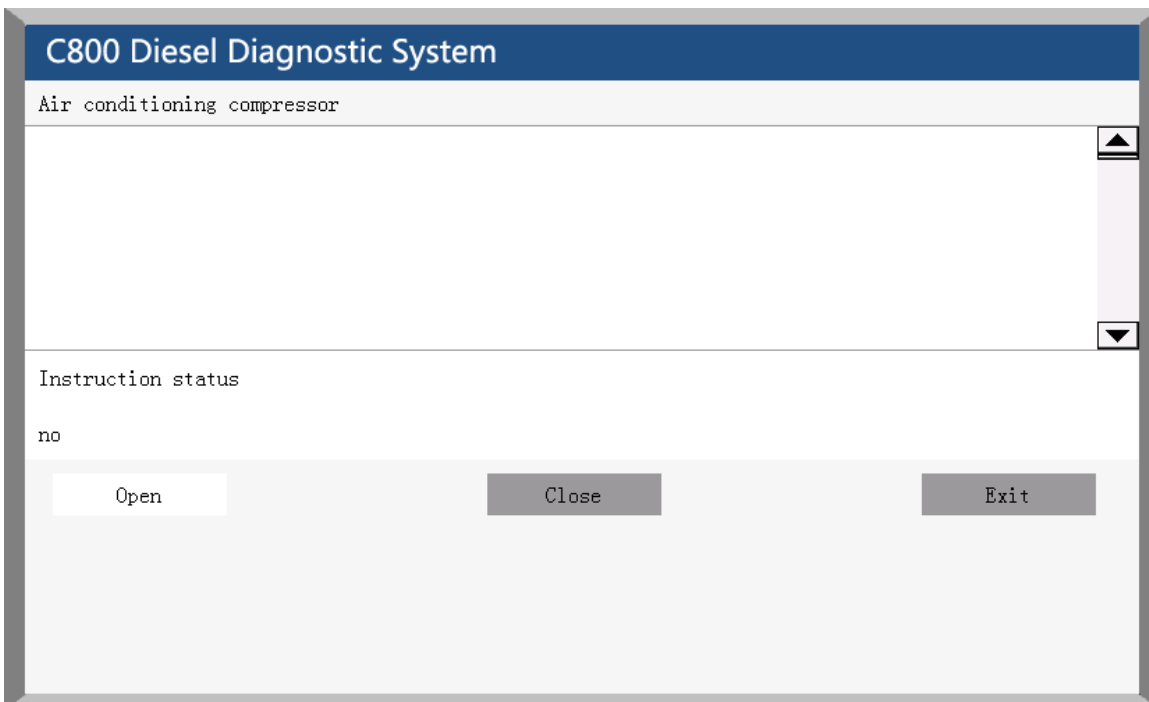 C800 Diesel Diagnostic System
Air conditioning compressor
Instruction status
no
Open Close Exit